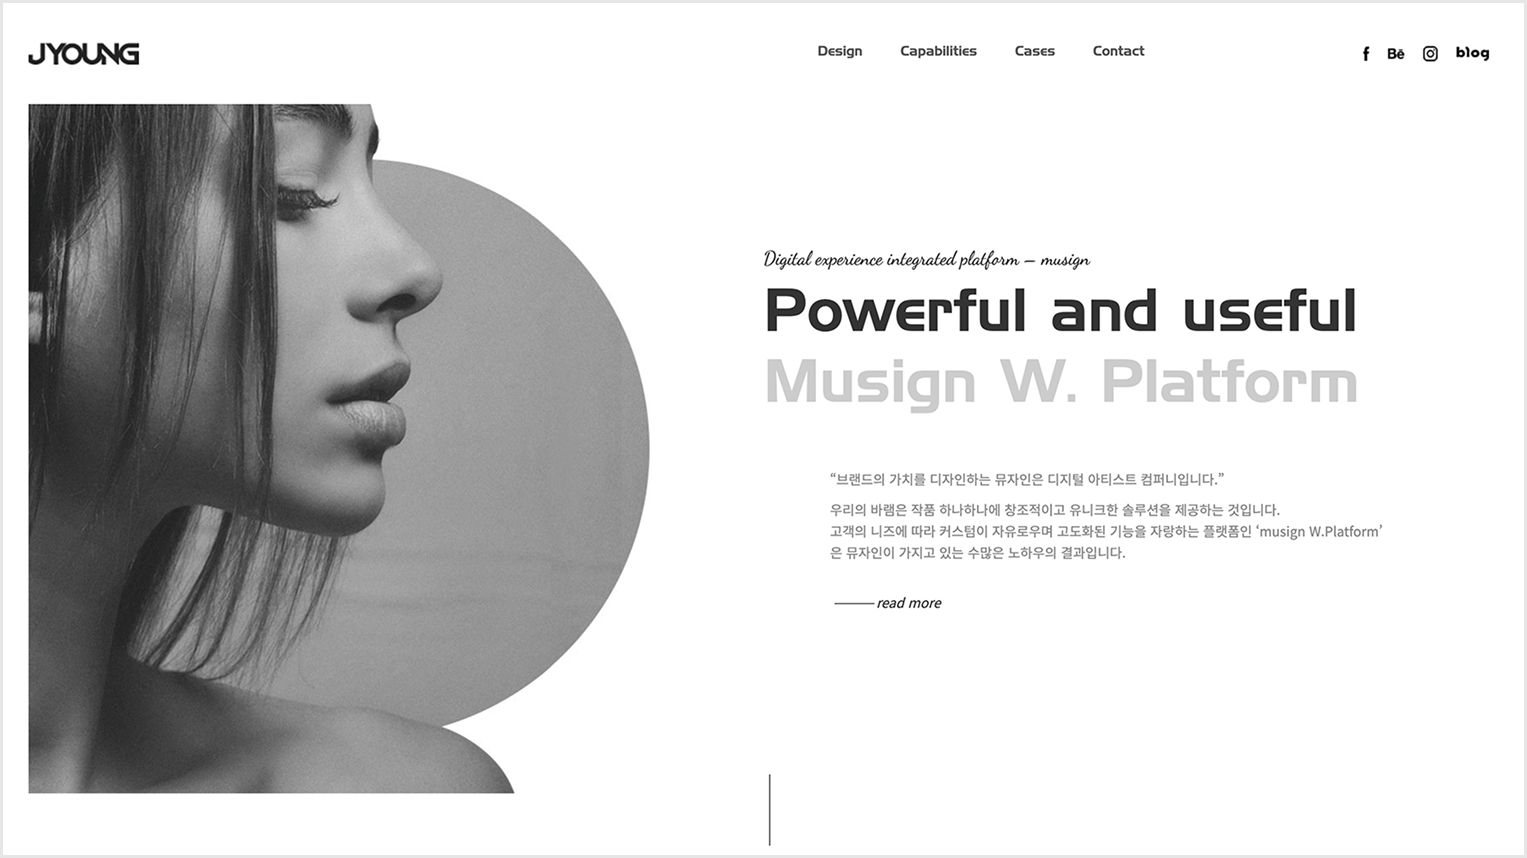 JYOUNG
Design Capabilities Cases Contact
f Bē blog
Digital experience integrated platform – musign
Powerful and useful
Musign W. Platform
“브랜드의 가치를 디자인하는 뮤자인은 디지털 아티스트 컴퍼니입니다.”
우리의 바램은 작품 하나하나에 창조적이고 유니크한 솔루션을 제공하는 것입니다.
고객의 니즈에 따라 커스텀이 자유로우며 고도화된 기능을 자랑하는 플랫폼인 ‘musign W.Platform’
은 뮤자인이 가지고 있는 수많은 노하우의 결과입니다.
read more